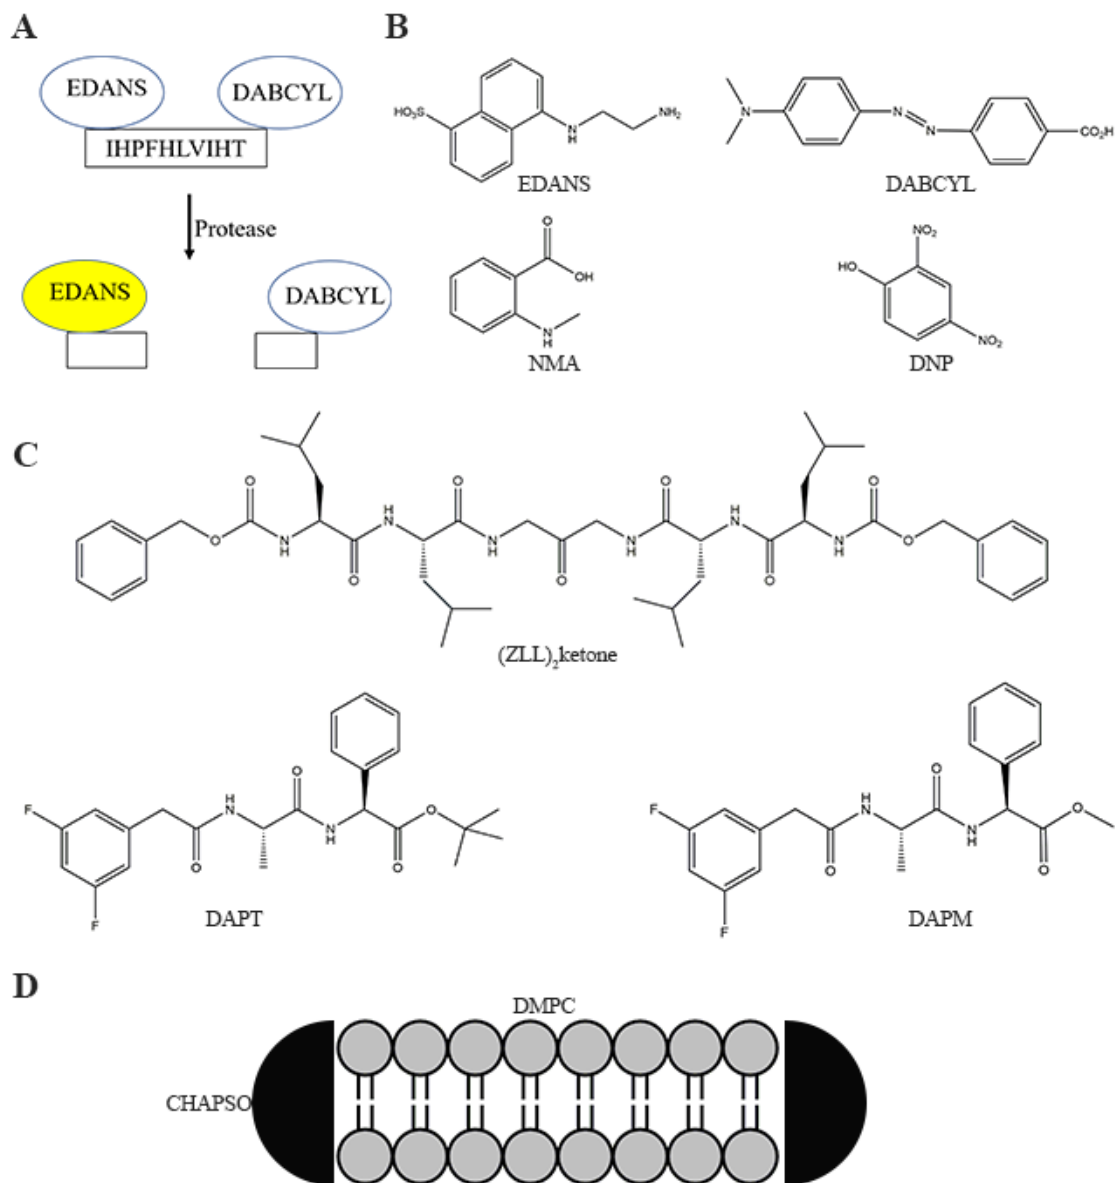 A
B
EDANS
DABCYL
IHPFHLVIHT
Protease
EDANS
DABCYL
HO₃S
N
H
NH₂
EDANS
N
N
N
CO₂H
DABCYL
O
OH
N
H
NMA
NO₂
HO
NO₂
DNP
C
O
O
N
H
O
H
N
O
N
H
O
N
H
O
H
N
O
N
H
O
O
(ZLL)₂ketone
F
F
O
H
N
O
N
H
O
O
DAPT
F
F
O
H
N
O
N
H
O
O
DAPM
D
DMPC
CHAPSO